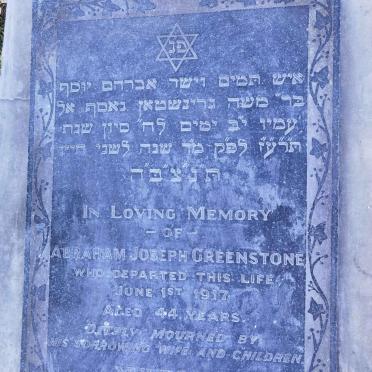 פנ
איש תמים וישר אברהם יוסף
בר׳ משה גרינשטאן נאסף אל
עמיו יב ימים לח׳ סיון שנת
תרע״ז לפק מד שנה לשני חייו
ת׳נ׳צ׳ב׳ה
IN LOVING MEMORY
- OF -
ABRAHAM JOSEPH GREENSTONE
WHO DEPARTED THIS LIFE
JUNE 1ST 1917
AGED 44 YEARS.
DEEPLY MOURNED BY
HIS SORROWING WIFE AND CHILDREN